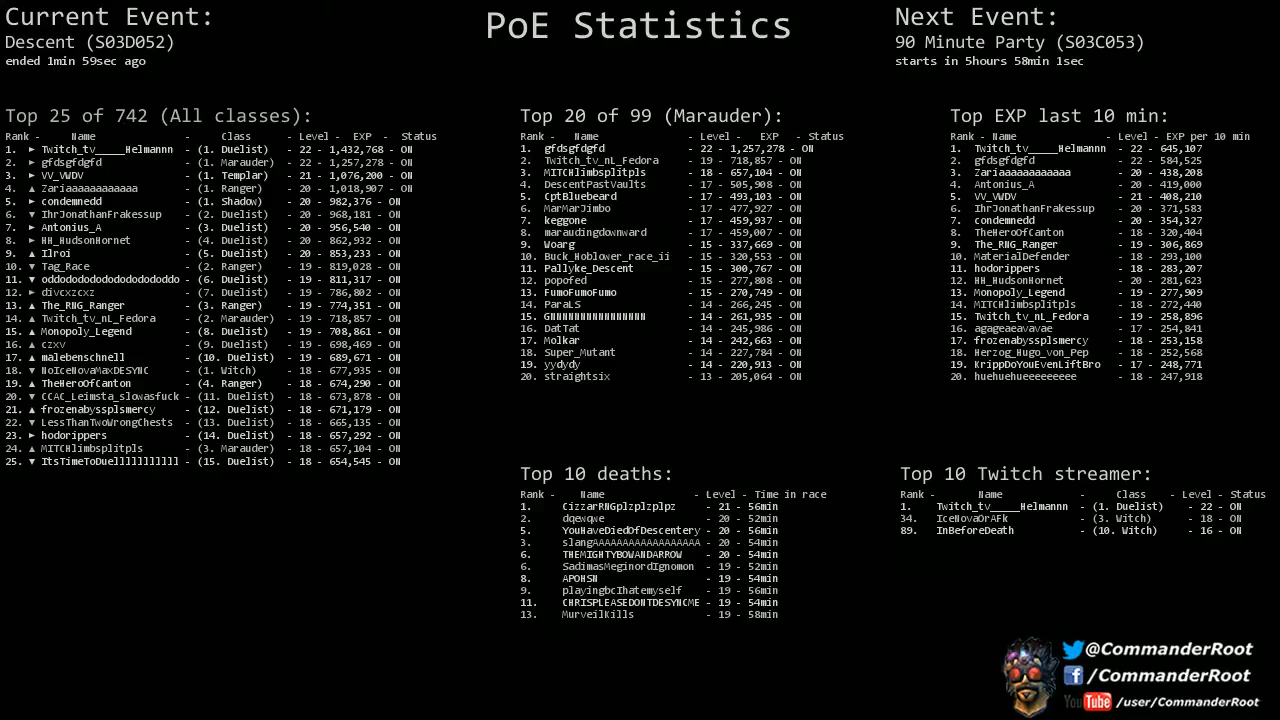 Current Event:
Descent (S03D052)
ended 1min 59sec ago
PoE Statistics
Next Event:
90 Minute Party (S03C053)
starts in 5hours 58min 1sec
Top 25 of 742 (All classes):
Rank - Name - Class - Level - EXP - Status
1. ► Twitch_tv_____Helmannn - (1. Duelist) - 22 - 1,432,768 - ON
2. ► gfdsgfdgfd - (1. Marauder) - 22 - 1,257,278 - ON
3. ► VV_VWDV - (1. Templar) - 21 - 1,076,200 - ON
4. ▲ Zariaaaaaaaaaaaa - (1. Ranger) - 20 - 1,018,907 - ON
5. ► condemnedd - (1. Shadow) - 20 - 982,376 - ON
6. ▼ IhrJonathanFrakessup - (2. Duelist) - 20 - 968,181 - ON
7. ► Antonius_A - (3. Duelist) - 20 - 956,540 - ON
8. ► HH_HudsonHornet - (4. Duelist) - 20 - 862,932 - ON
9. ▲ Ilroi - (5. Duelist) - 20 - 853,233 - ON
10. ▼ Tag_Race - (2. Ranger) - 19 - 819,028 - ON
11. ▼ oddododododododododdo - (6. Duelist) - 19 - 811,317 - ON
12. ► divcxzcxz - (7. Duelist) - 19 - 786,802 - ON
13. ▲ The_RNG_Ranger - (3. Ranger) - 19 - 774,351 - ON
14. ▲ Twitch_tv_nL_Fedora - (2. Marauder) - 19 - 718,857 - ON
15. ▲ Monopoly_Legend - (8. Duelist) - 19 - 708,861 - ON
16. ▲ czxv - (9. Duelist) - 19 - 698,469 - ON
17. ▲ malebenschnell - (10. Duelist) - 19 - 689,671 - ON
18. ▼ NoIceNovaMaxDESYNC - (1. Witch) - 19 - 677,935 - ON
19. ▲ TheHeroOfCanton - (4. Ranger) - 18 - 674,290 - ON
20. ▼ CCAC_Leimsta_slowasfuck - (11. Duelist) - 18 - 673,878 - ON
21. ▲ frozenabyssplsmercy - (12. Duelist) - 18 - 671,179 - ON
22. ▼ LessThanTwoWrongChests - (13. Duelist) - 18 - 665,135 - ON
23. ► hodorippers - (14. Duelist) - 18 - 657,292 - ON
24. ▲ MITCHlimbsplitpls - (3. Marauder) - 18 - 657,104 - ON
25. ▼ ItsTimeToDuelllllllllll - (15. Duelist) - 18 - 654,545 - ON
Top 20 of 99 (Marauder):
Rank - Name - Level - EXP - Status
1. gfdsgfdgfd - 22 - 1,257,278 - ON
2. Twitch_tv_nL_Fedora - 19 - 718,857 - ON
3. MITCHlimbsplitpls - 18 - 657,104 - ON
4. DescentPastVaults - 17 - 505,908 - ON
5. CptBluebeard - 17 - 493,103 - ON
6. MarMarJimbo - 17 - 477,927 - ON
7. keggone - 17 - 459,937 - ON
8. maraudingdownward - 17 - 459,007 - ON
9. Woarg - 15 - 337,669 - ON
10. Buck_Hoblower_race_ii - 15 - 320,553 - ON
11. Pallyke_Descent - 15 - 300,767 - ON
12. popofed - 15 - 277,808 - ON
13. FumoFumoFumo - 15 - 270,749 - ON
14. ParaLS - 14 - 266,245 - ON
15. GNNNNNNNNNNNNNNNN - 14 - 261,935 - ON
16. DatTat - 14 - 245,986 - ON
17. Molkar - 14 - 242,663 - ON
18. Super_Mutant - 14 - 227,784 - ON
19. yydydy - 14 - 220,913 - ON
20. straightsix - 13 - 205,064 - ON
Top EXP last 10 min:
Rank - Name - Level - EXP per 10 min
1. Twitch_tv_____Helmannn - 22 - 645,107
2. gfdsgfdgfd - 22 - 584,525
3. Zariaaaaaaaaaaaa - 20 - 438,208
4. Antonius_A - 20 - 419,000
5. VV_VWDV - 21 - 408,210
6. IhrJonathanFrakessup - 20 - 371,583
7. condemnedd - 20 - 354,327
8. TheHeroOfCanton - 18 - 320,404
9. The_RNG_Ranger - 19 - 306,869
10. MaterialDefender - 18 - 293,100
11. hodorippers - 18 - 283,207
12. HH_HudsonHornet - 20 - 281,623
13. Monopoly_Legend - 19 - 277,909
14. MITCHlimbsplitpls - 18 - 272,440
15. Twitch_tv_nL_Fedora - 19 - 258,896
16. agageaeavavae - 17 - 254,841
17. frozenabyssplsmercy - 18 - 253,158
18. Herzog_Hugo_von_Pep - 18 - 252,568
19. KrippDoYouEvenLiftBro - 17 - 248,771
20. huehuehueeeeeeeee - 18 - 247,918
Top 10 deaths:
Rank - Name - Level - Time in race
1. CizzarRNGplzplzplpz - 21 - 56min
2. dqewqwe - 20 - 52min
5. YouHaveDiedOfDescentery - 20 - 56min
3. slangAAAAAAAAAAAAAAAAAA - 20 - 54min
6. THEMIGHTYBOWANDARROW - 20 - 54min
6. SadimasMeginordIgnomon - 19 - 52min
8. APOHSN - 19 - 54min
9. playingbcIhatemyself - 19 - 56min
11. CHRISPLEASEDONTDESYNCME - 19 - 54min
13. MurveilKills - 19 - 58min
Top 10 Twitch streamer:
Rank - Name - Class - Level - Status
1. Twitch_tv_____Helmannn - (1. Duelist) - 22 - ON
34. IceNovaOrAFk - (3. Witch) - 18 - ON
89. InBeforeDeath - (10. Witch) - 16 - ON
@CommanderRoot
/CommanderRoot
YouTube /user/CommanderRoot